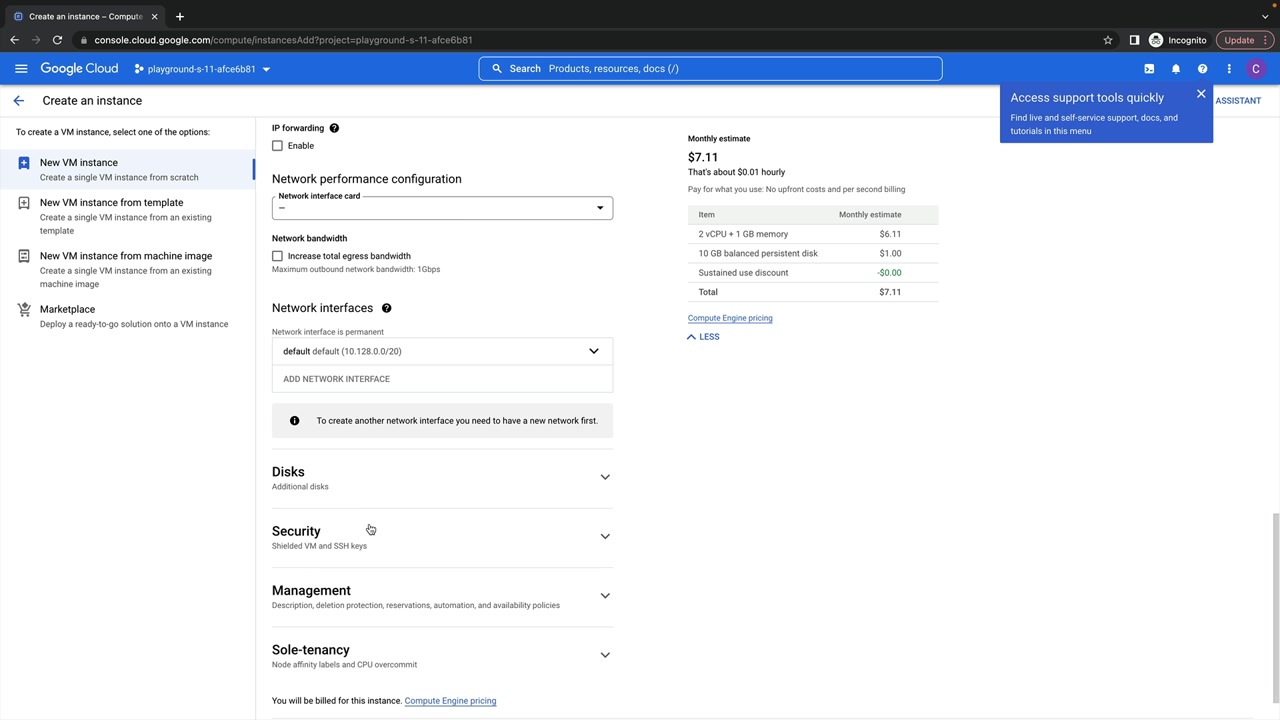 Create an instance – Compute
console.cloud.google.com/compute/instancesAdd?project=playground-s-11-afce6b81
Incognito
Update
Google Cloud
playground-s-11-afce6b81
Search Products, resources, docs (/)
C
Create an instance
ASSISTANT
Access support tools quickly
Find live and self-service support, docs, and
tutorials in this menu
To create a VM instance, select one of the options:
New VM instance
Create a single VM instance from scratch
New VM instance from template
Create a single VM instance from an existing
template
New VM instance from machine image
Create a single VM instance from an existing
machine image
Marketplace
Deploy a ready-to-go solution onto a VM instance
IP forwarding
Enable
Network performance configuration
Network interface card
–
Network bandwidth
Increase total egress bandwidth
Maximum outbound network bandwidth: 1Gbps
Network interfaces
Network interface is permanent
default default (10.128.0.0/20)
ADD NETWORK INTERFACE
To create another network interface you need to have a new network first.
Disks
Additional disks
Security
Shielded VM and SSH keys
Management
Description, deletion protection, reservations, automation, and availability policies
Sole-tenancy
Node affinity labels and CPU overcommit
You will be billed for this instance. Compute Engine pricing
Monthly estimate
$7.11
That's about $0.01 hourly
Pay for what you use: No upfront costs and per second billing
Item Monthly estimate
2 vCPU + 1 GB memory $6.11
10 GB balanced persistent disk $1.00
Sustained use discount -$0.00
Total $7.11
Compute Engine pricing
LESS